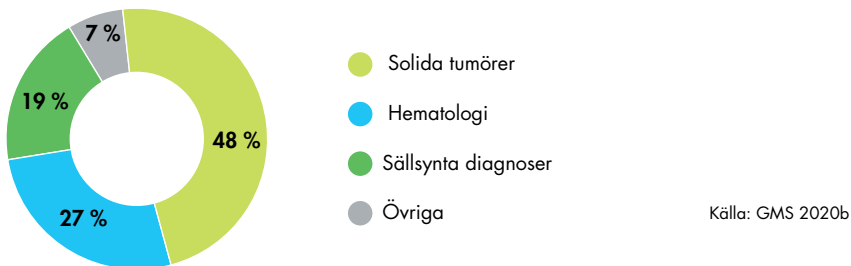 7 %
19 %
48 %
27 %
Solida tumörer
Hematologi
Sällsynta diagnoser
Övriga
Källa: GMS 2020b